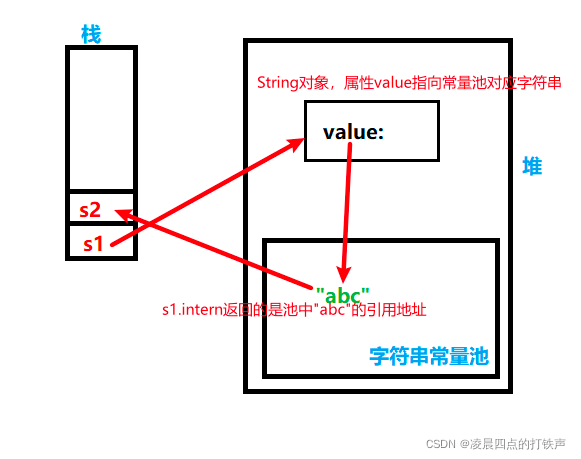 栈
String对象，属性value指向常量池对应字符串
value:
堆
s2
s1
"abc"
s1.intern返回的是池中"abc"的引用地址
字符串常量池
CSDN @凌晨四点的打铁声